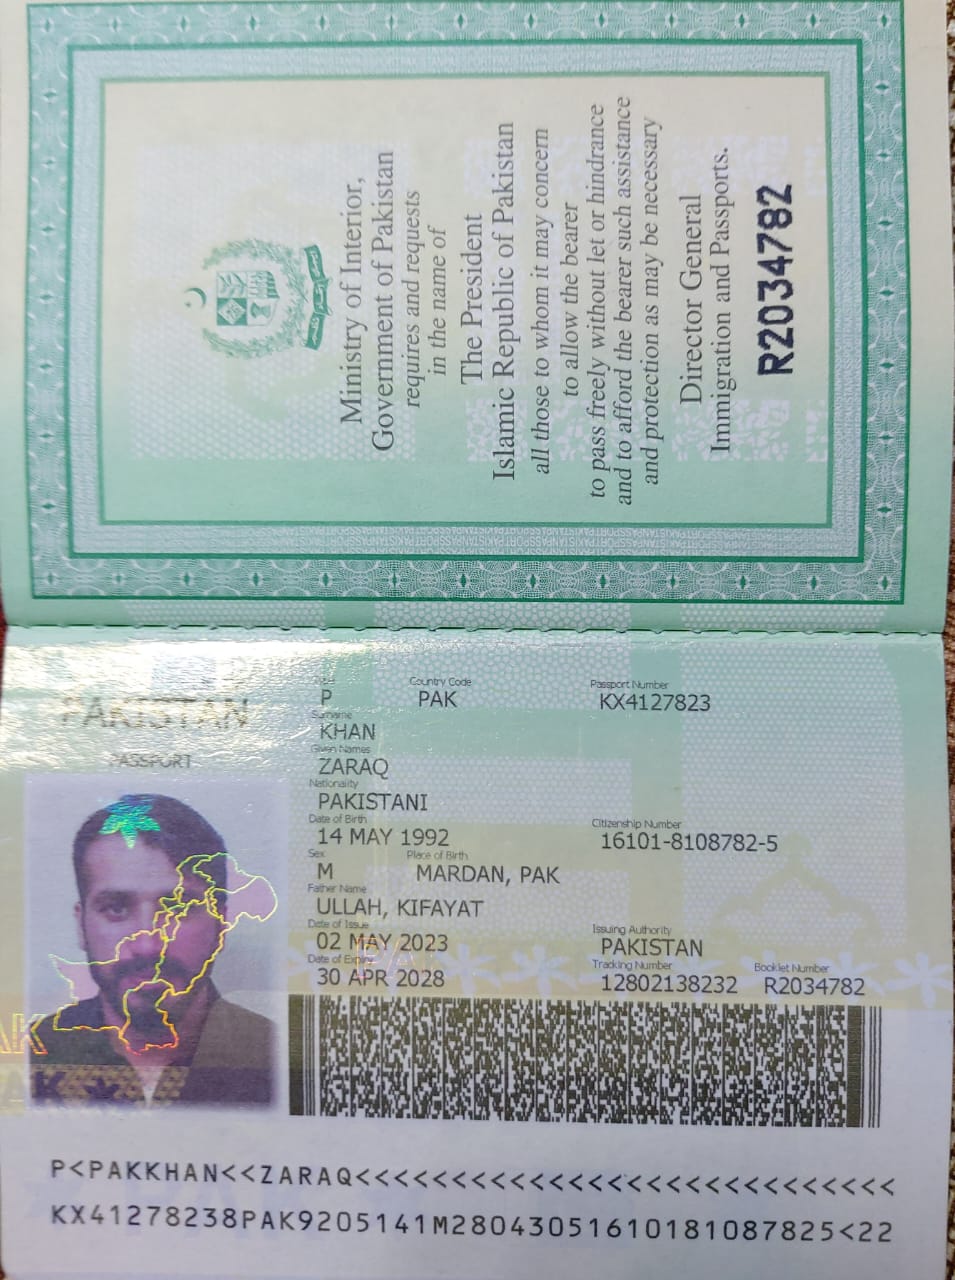 Ministry of Interior,
Government of Pakistan
requires and requests
in the name of
The President
Islamic Republic of Pakistan
all those to whom it may concern
to allow the bearer
to pass freely without let or hindrance
and to afford the bearer such assistance
and protection as may be necessary
Director General
Immigration and Passports.
R2034782
PAKISTAN
PASSPORT
Country Code Passport Number
P PAK KX4127823
Surname
KHAN
Given Names
ZARAQ
Nationality
PAKISTANI
Date of Birth Citizenship Number
14 MAY 1992 16101-8108782-5
Sex Place of Birth
M MARDAN, PAK
Father Name
ULLAH, KIFAYAT
Date of Issue Issuing Authority
02 MAY 2023 PAKISTAN
Date of Expiry Tracking Number Booklet Number
30 APR 2028 12802138232 R2034782
P<PAKKHAN<<ZARAQ<<<<<<<<<<<<<<<<<<<<<<<<<<<<
KX41278238PAK9205141M28043051610181087825<22